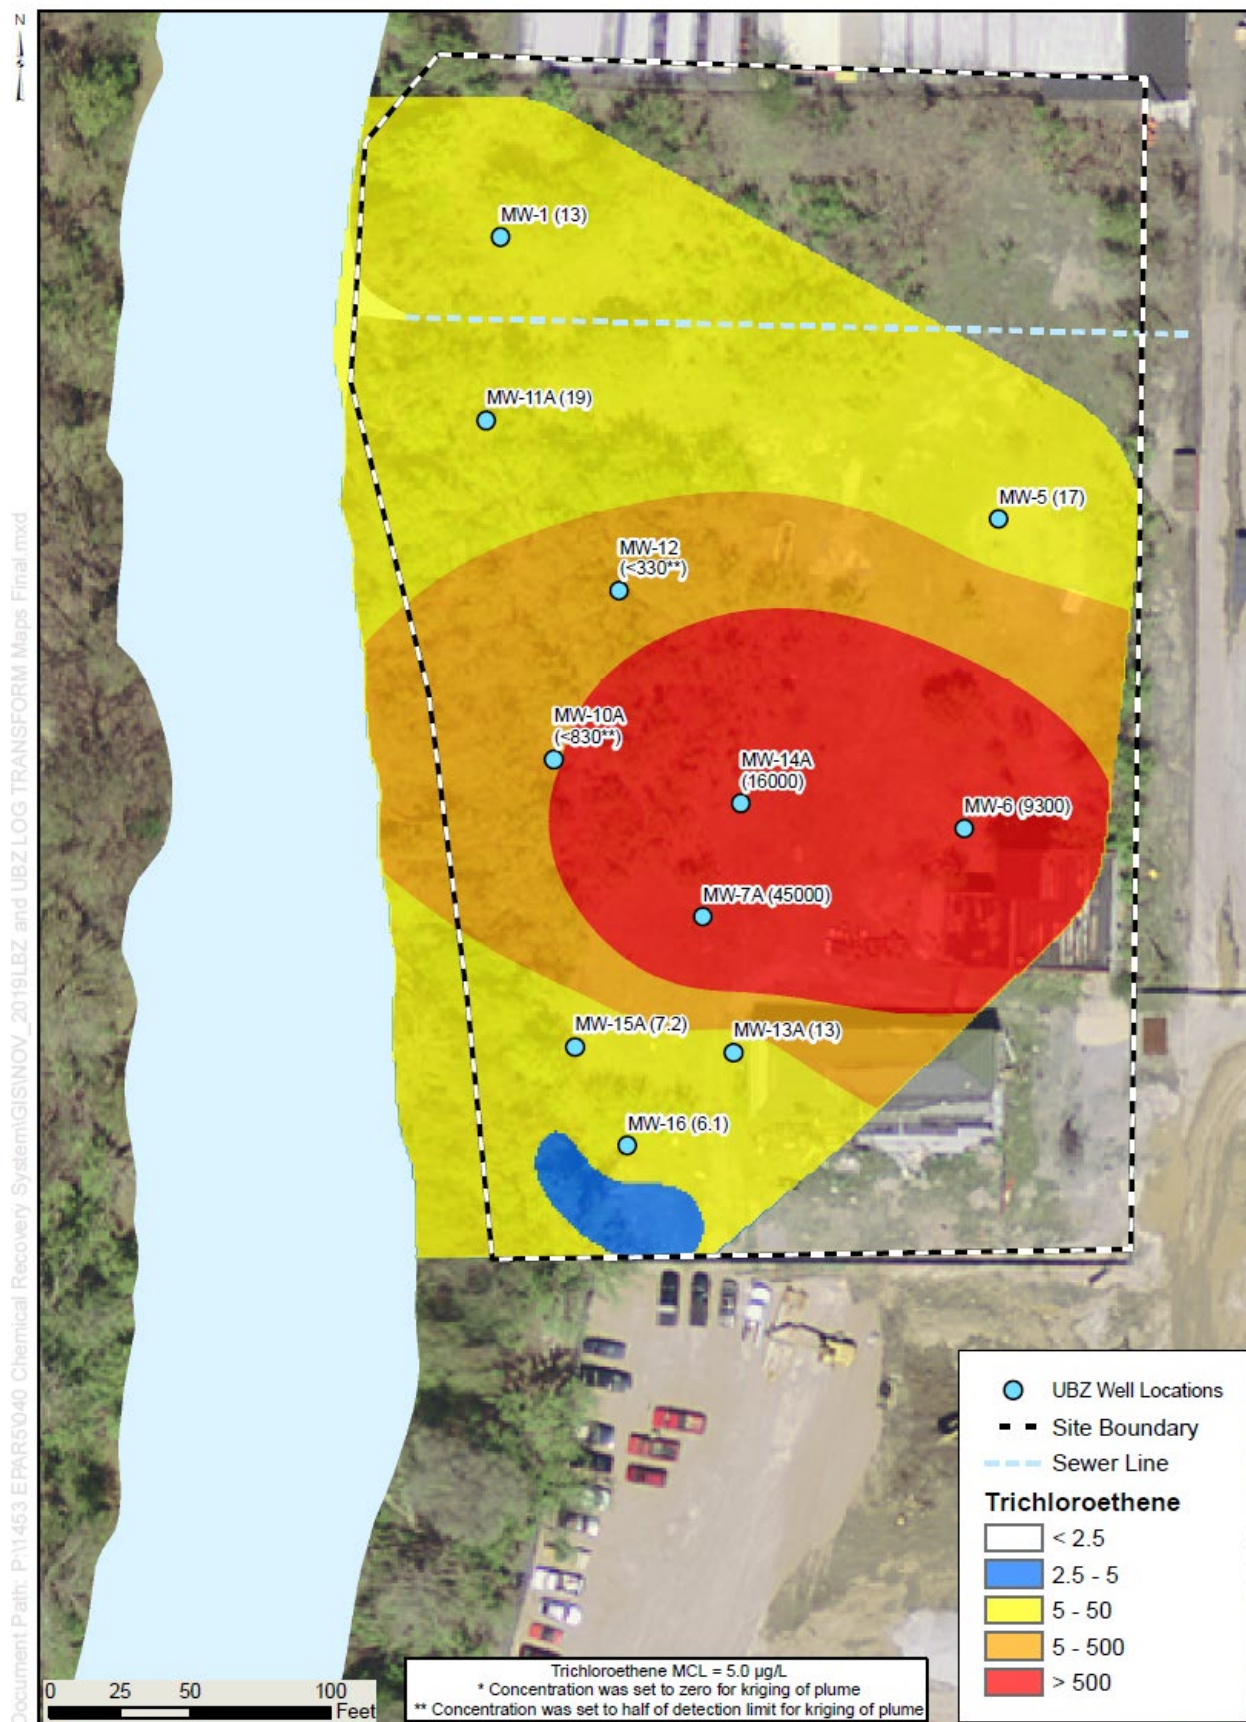 N
MW-1 (13)
MW-11A (19)
MW-5 (17)
MW-12
(<330**)
MW-10A
(<830**)
MW-14A
(16000)
MW-6 (9300)
MW-7A (45000)
MW-15A (7.2)
MW-13A (13)
MW-16 (6.1)
UBZ Well Locations
Site Boundary
Sewer Line
Trichloroethene
< 2.5
2.5 - 5
5 - 50
5 - 500
> 500
Trichloroethene MCL = 5.0 µg/L
* Concentration was set to zero for kriging of plume
** Concentration was set to half of detection limit for kriging of plume
0 25 50 100
Feet
Document Path: P:\1453 EPAR5\040 Chemical Recovery System\GIS\NOV_2019LBZ and UBZ LOG TRANSFORM Maps Final.mxd